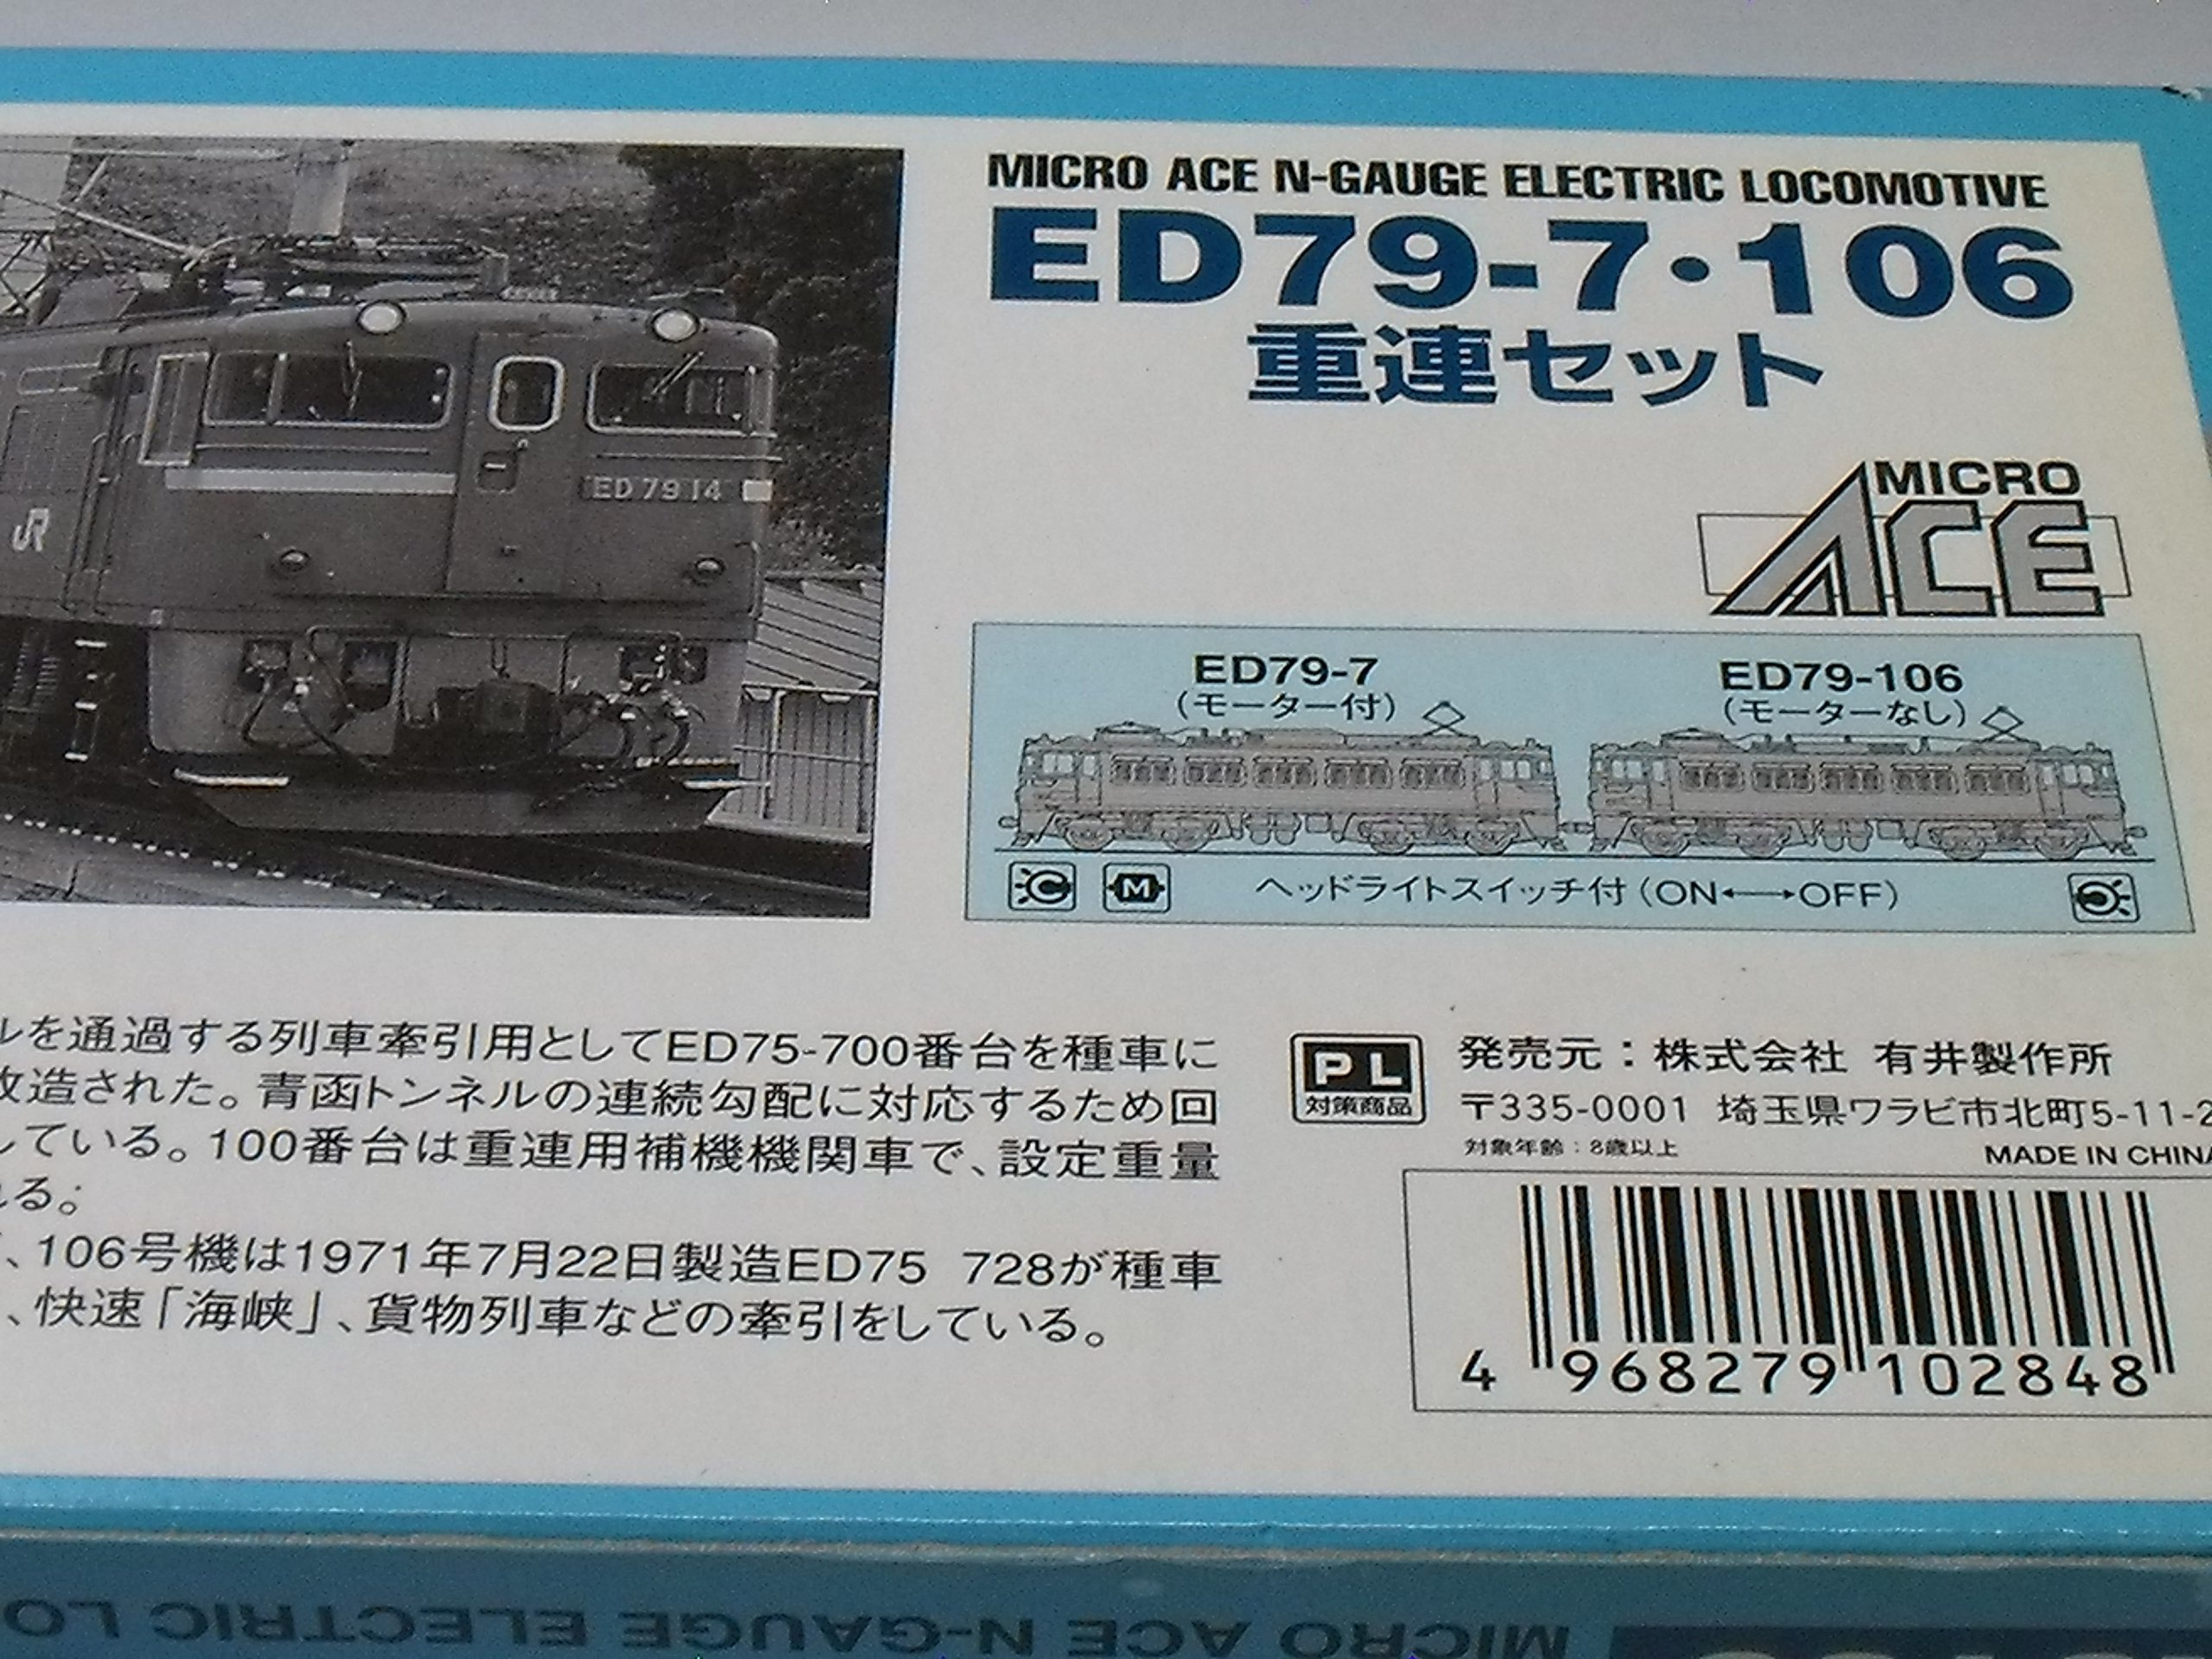 MICRO ACE N-GAUGE ELECTRIC LOCOMOTIVE
ED79-7・106
重連セット
MICRO
ACE
JR
ED79 14
ED79-7
(モーター付)
ED79-106
(モーターなし)
C
M
ヘッドライトスイッチ付(ON←→OFF)
ルを通過する列車牽引用としてED75-700番台を種車に
改造された。青函トンネルの連続勾配に対応するため回
している。100番台は重連用補機機関車で、設定重量
れる。
、106号機は1971年7月22日製造ED75 728が種車
、快速「海峡」、貨物列車などの牽引をしている。
PL
対策商品
発売元：株式会社 有井製作所
〒335-0001 埼玉県ワラビ市北町5-11-2
対象年齢：8歳以上
MADE IN CHINA
4 968279 102848
MICRO ACE N-GAUGE ELECTRIC LO